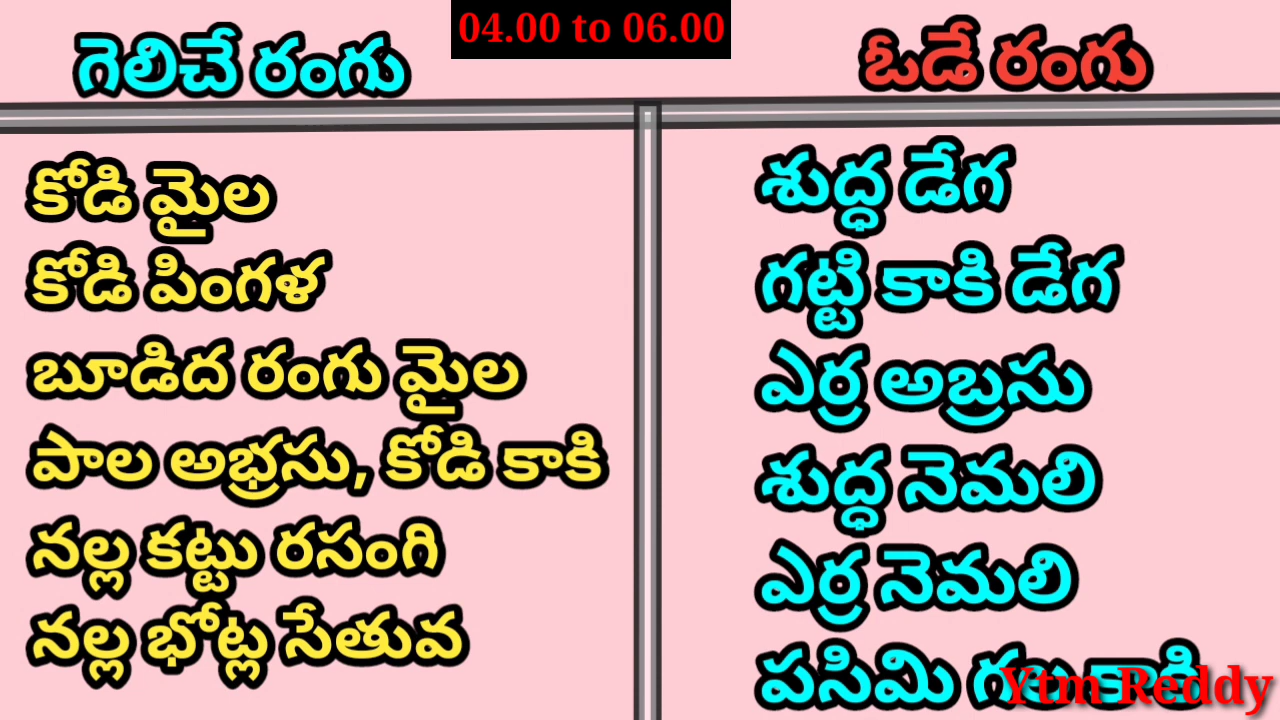 04.00 to 06.00
గెలిచే రంగు
ఓడే రంగు
కోడి మైల
కోడి పింగళ
బూడిద రంగు మైల
పాల అభ్రసు, కోడి కాకి
నల్ల కట్టు రసంగి
నల్ల భోట్ల సేతువ
శుద్ధ డేగ
గట్టి కాకి డేగ
ఎర్ర అబ్రసు
శుద్ధ నెమలి
ఎర్ర నెమలి
పసిమి కాకి
Ytm Reddy